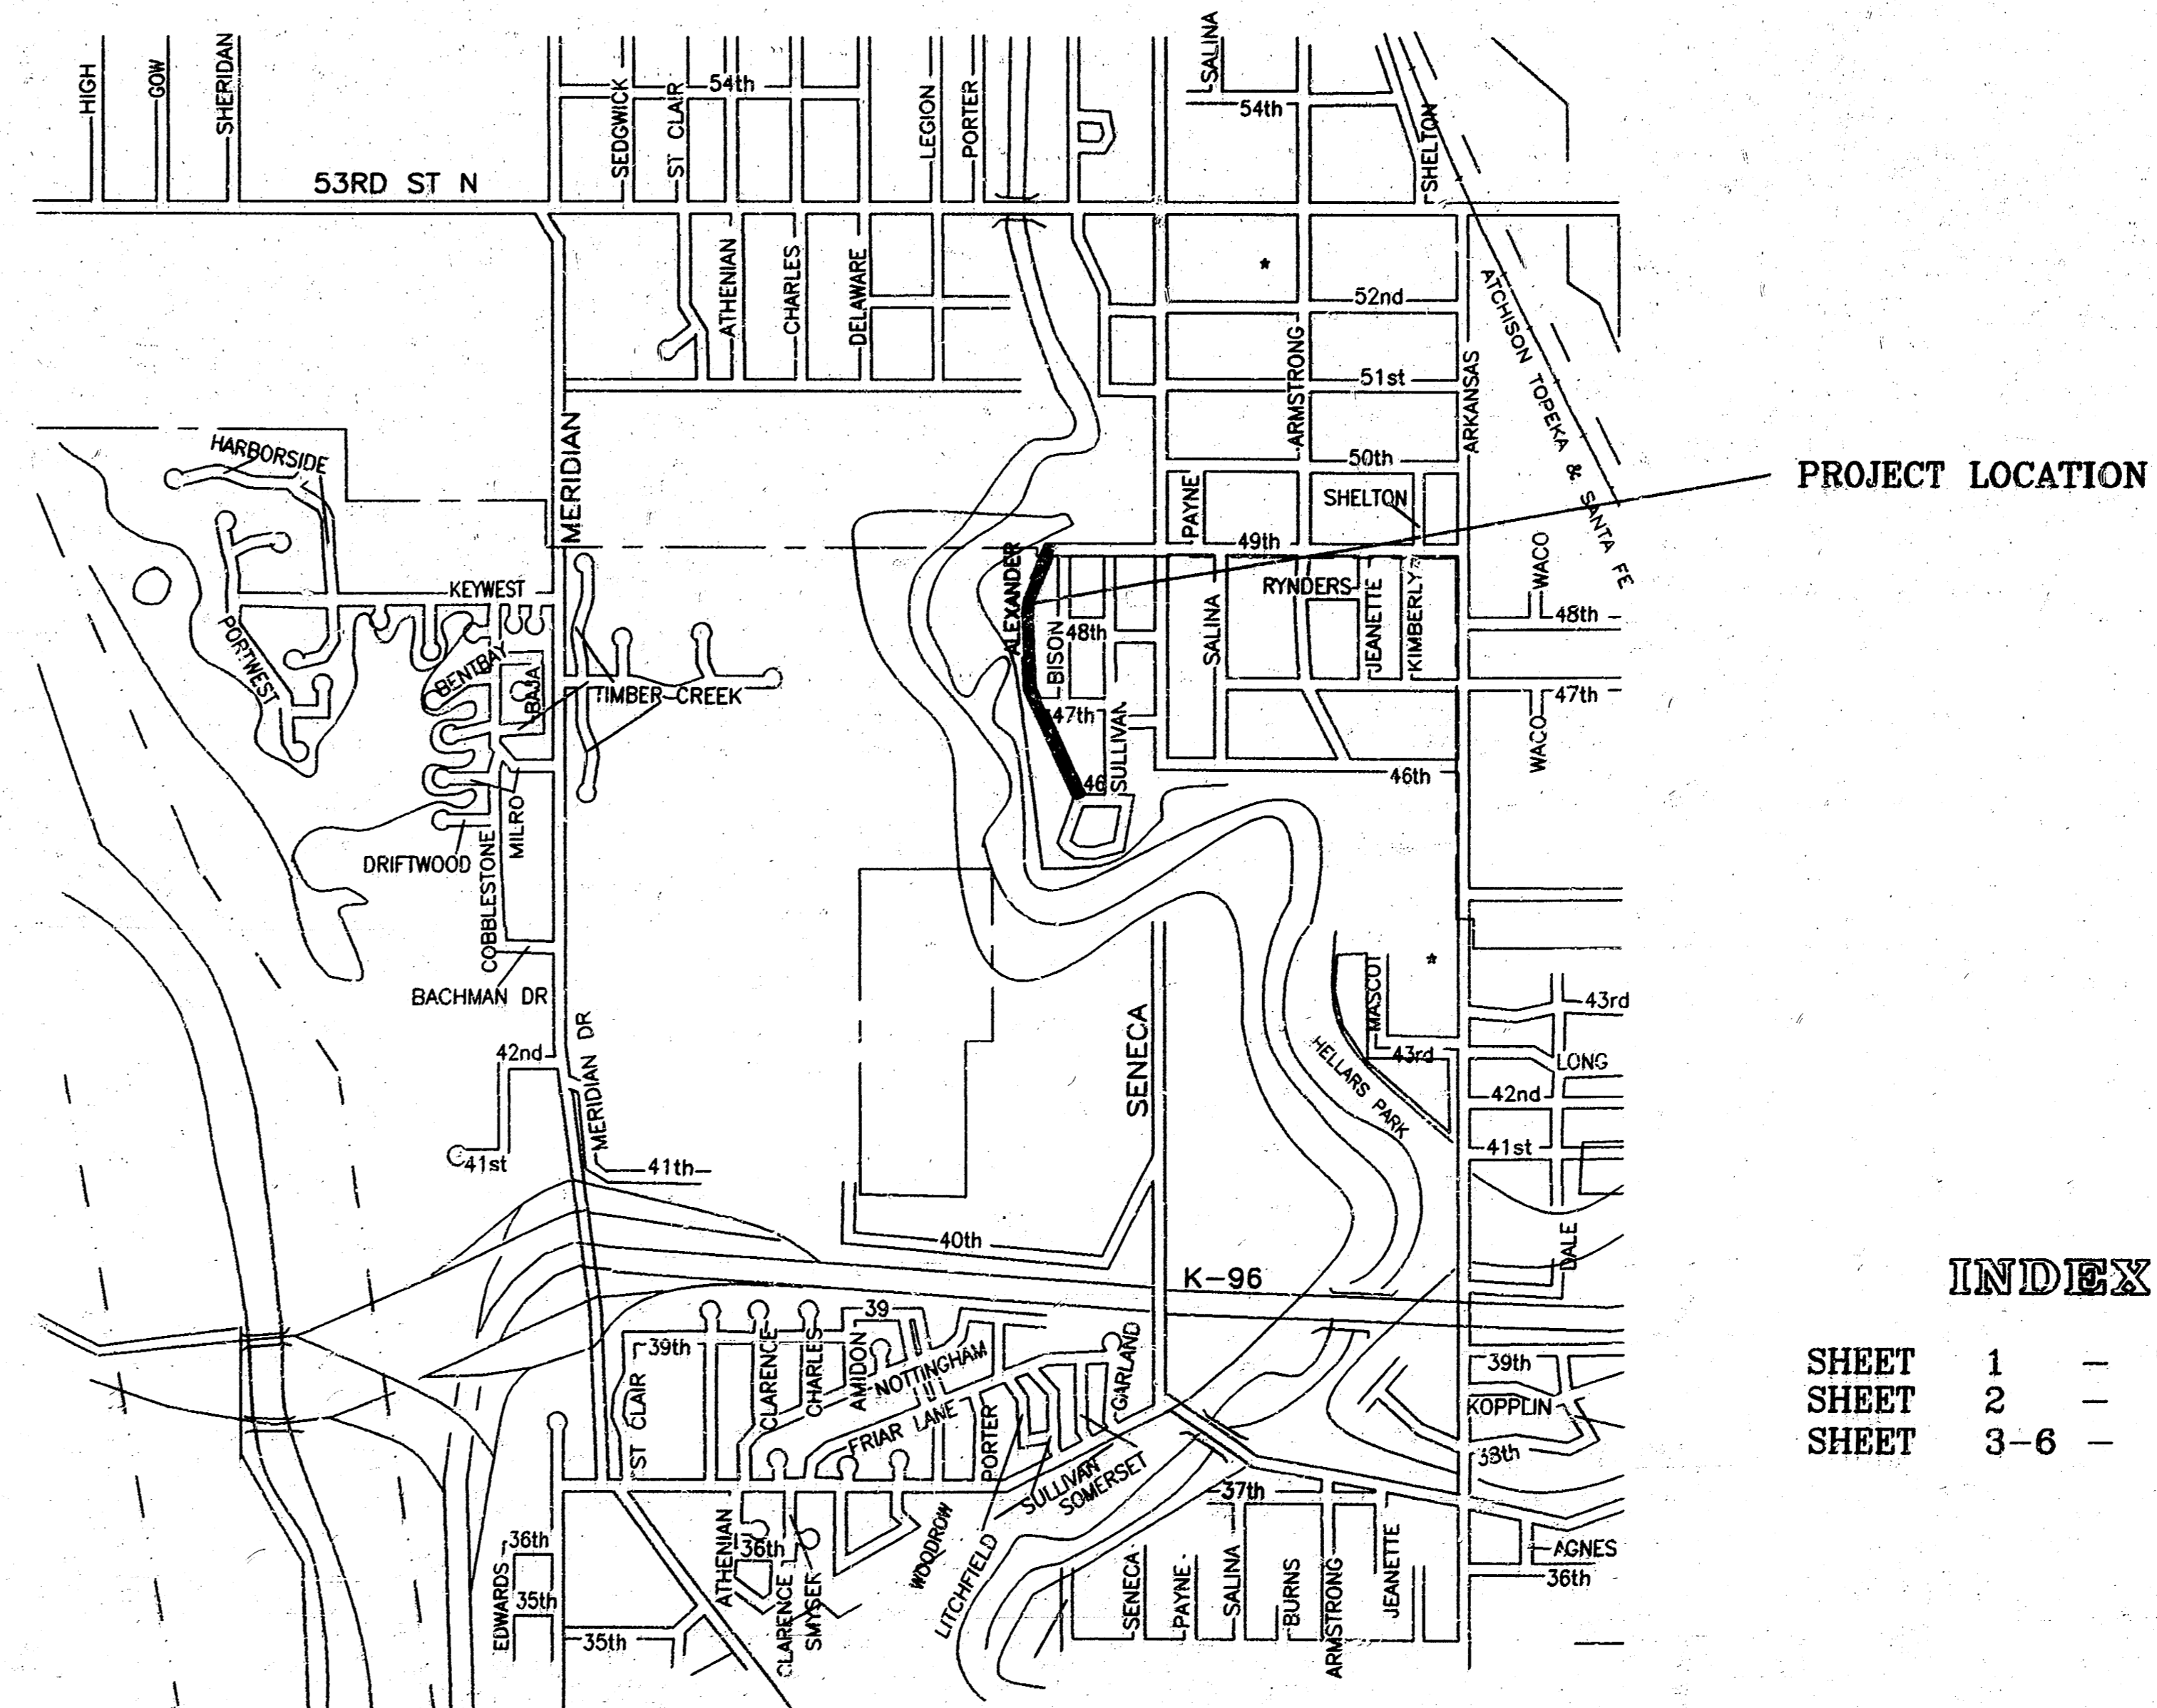 HIGH
GOW
SHERIDAN
SEDGWICK
ST CLAIR
54th
LEGION
PORTER
SALINA
54th
SHELTON
53RD ST N
ATHENIAN
CHARLES
DELAWARE
*
52nd
ARMSTRONG
51st
ARKANSAS
ATCHISON TOPEKA & SANTA FE
MERIDIAN
HARBORSIDE
50th
PAYNE
SHELTON
PROJECT LOCATION
49th
ALEXANDER
KEYWEST
RYNDERS
WACO
48th
PORTWEST
BENTBAY
BAJA
TIMBER CREEK
BISON
48th
SALINA
JEANETTE
KIMBERLY
47th
47th
SULLIVAN
WACO
46
46th
MILRO
DRIFTWOOD
COBBLESTONE
BACHMAN DR
MASCOT
*
43rd
MERIDIAN DR
42nd
SENECA
43rd
HELLARS PARK
LONG
42nd
41st
41st
41th
40th
DALE
K-96
INDEX
39
39th
CLARENCE
CHARLES
AMIDON
NOTTINGHAM
GARLAND
39th
SHEET 1 -
SHEET 2 -
SHEET 3-6 -
ST CLAIR
FRIAR LANE
PORTER
KOPPLIN
38th
SULLIVAN
SOMERSET
37th
ATHENIAN
36th
36th
WOODROW
LITCHFIELD
AGNES
36th
EDWARDS
35th
35th
CLARENCE
SMYSER
SENECA
PAYNE
SALINA
BURNS
ARMSTRONG
JEANETTE